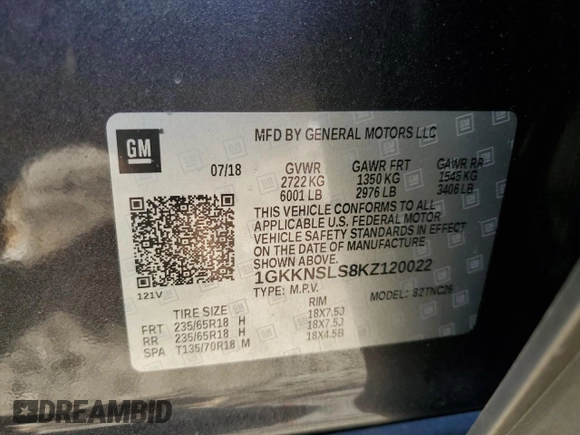 GM
MFD BY GENERAL MOTORS LLC
07/18 GVWR GAWR FRT GAWR RR
2722 KG 1350 KG 1545 KG
6001 LB 2976 LB 3406 LB
THIS VEHICLE CONFORMS TO ALL
APPLICABLE U.S. FEDERAL MOTOR
VEHICLE SAFETY STANDARDS IN EFFECT
ON THE DATE OF MANUFACTURE
SHOWN ABOVE.
1GKKNSLS8KZ120022
121V
TYPE: M.P.V. MODEL: 82TNC26
TIRE SIZE RIM
FRT 235/65R18 H 18X7.5J
RR 235/65R18 H 18X7.5J
SPA T135/70R18 M 18X4.5B
DREAMBID